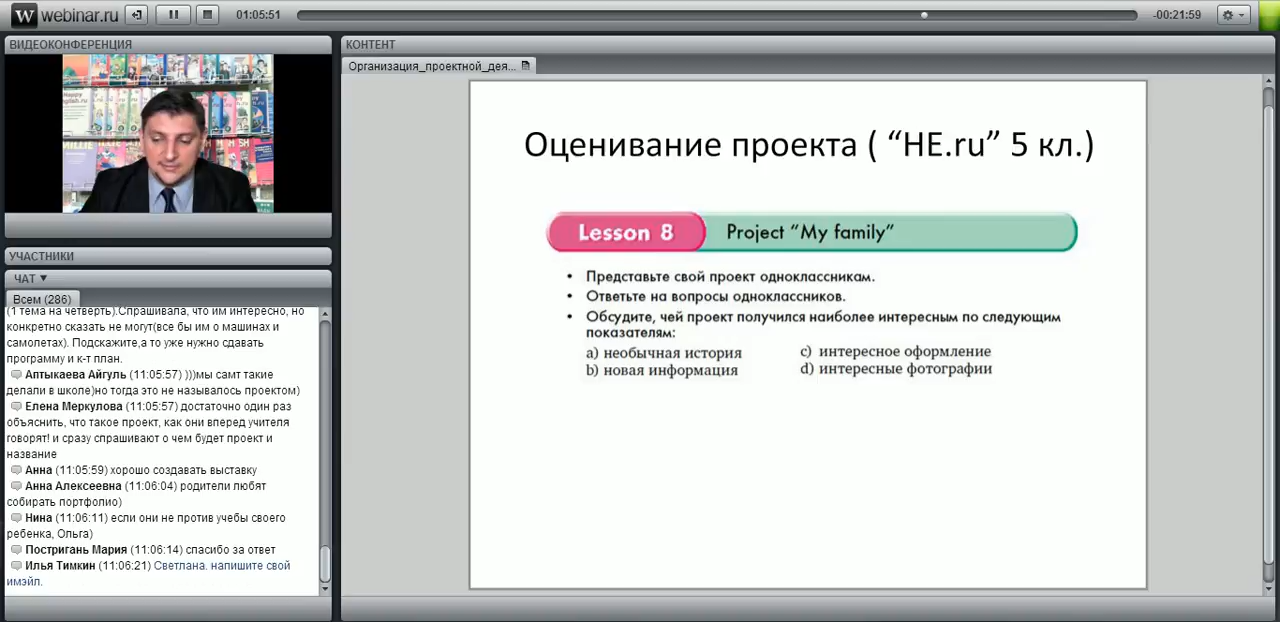 webinar.ru
01:05:51
-00:21:59
ВИДЕОКОНФЕРЕНЦИЯ
УЧАСТНИКИ
ЧАТ
Всем (286)
(1 тема на четверть).Спрашивала, что им интересно, но
конкретно сказать не могут(все бы им о машинах и
самолетах). Подскажите,а то уже нужно сдавать
программу и к-т план.
Аптыкаева Айгуль (11:05:57) )))мы самт такие
делали в школе)но тогда это не называлось проектом)
Елена Меркулова (11:05:57) достаточно один раз
объяснить, что такое проект, как они вперед учителя
говорят! и сразу спрашивают о чем будет проект и
название
Анна (11:05:59) хорошо создавать выставку
Анна Алексеевна (11:06:04) родители любят
собирать портфолио)
Нина (11:06:11) если они не против учебы своего
ребенка, Ольга)
Постригань Мария (11:06:14) спасибо за ответ
Илья Тимкин (11:06:21) Светлана. напишите свой
имэйл.
КОНТЕНТ
Организация_проектной_дея...
Оценивание проекта ( “HE.ru” 5 кл.)
Lesson 8 Project “My family”
• Представьте свой проект одноклассникам.
• Ответьте на вопросы одноклассников.
• Обсудите, чей проект получился наиболее интересным по следующим
показателям:
a) необычная история
b) новая информация
c) интересное оформление
d) интересные фотографии